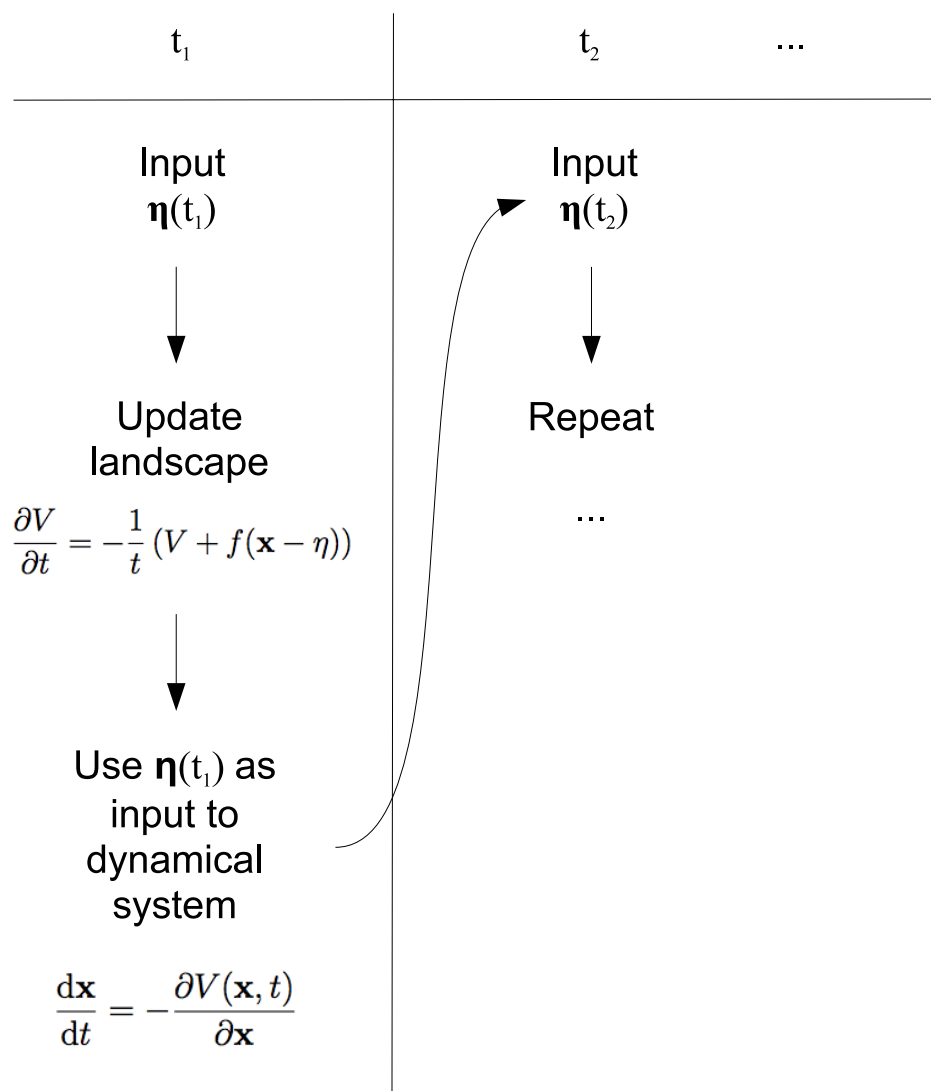 t₁
t₂
...
Input
η(t₁)
Update
landscape
∂V/∂t = −1/t (V + f(x − η))
Use η(t₁) as
input to
dynamical
system
dx/dt = −∂V(x, t)/∂x
Input
η(t₂)
Repeat
...